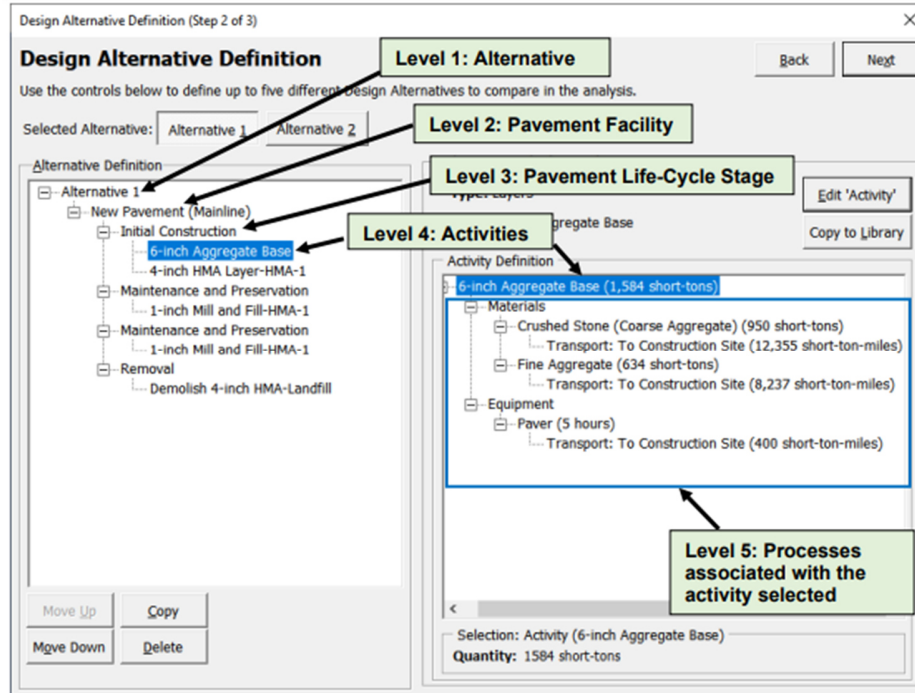 Design Alternative Definition (Step 2 of 3)
Design Alternative Definition
Level 1: Alternative
Back
Next
Use the controls below to define up to five different Design Alternatives to compare in the analysis.
Selected Alternative: Alternative 1 Alternative 2
Level 2: Pavement Facility
Alternative Definition
Level 3: Pavement Life-Cycle Stage
Alternative 1
New Pavement (Mainline)
Initial Construction
6-inch Aggregate Base
4-inch HMA Layer-HMA-1
Maintenance and Preservation
1-inch Mill and Fill-HMA-1
Maintenance and Preservation
1-inch Mill and Fill-HMA-1
Removal
Demolish 4-inch HMA-Landfill
Move Up
Copy
Move Down
Delete
Type: Layers
Edit 'Activity'
Level 4: Activities
Aggregate Base
Copy to Library
Activity Definition
6-inch Aggregate Base (1,584 short-tons)
Materials
Crushed Stone (Coarse Aggregate) (950 short-tons)
Transport: To Construction Site (12,355 short-ton-miles)
Fine Aggregate (634 short-tons)
Transport: To Construction Site (8,237 short-ton-miles)
Equipment
Paver (5 hours)
Transport: To Construction Site (400 short-ton-miles)
Level 5: Processes
associated with the
activity selected
Selection: Activity (6-inch Aggregate Base)
Quantity: 1584 short-tons